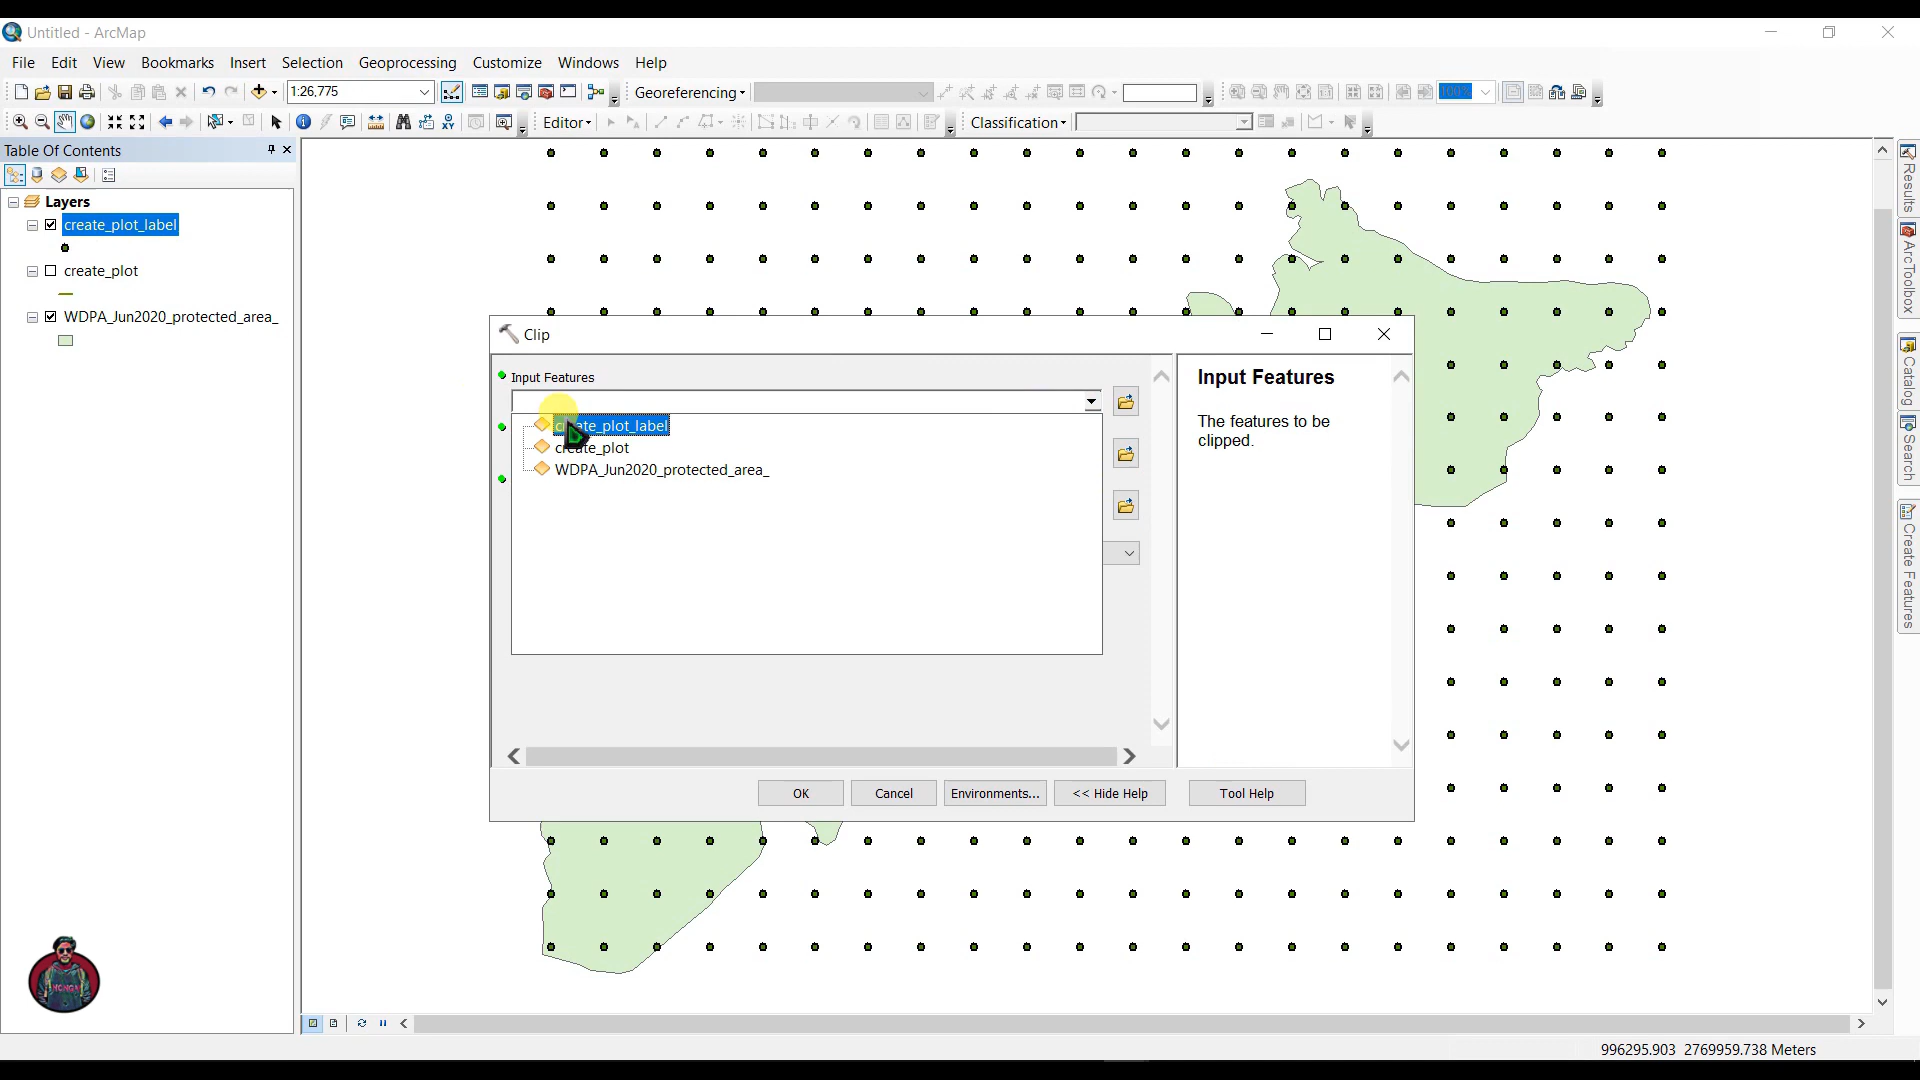 Untitled - ArcMap
File Edit View Bookmarks Insert Selection Geoprocessing Customize Windows Help
1:26,775 Georeferencing 100%
Editor Classification
Table Of Contents
Layers
create_plot_label
create_plot
WDPA_Jun2020_protected_area_
Clip
Input Features
create_plot_label
create_plot
WDPA_Jun2020_protected_area_
Input Features
The features to be
clipped.
OK Cancel Environments... << Hide Help Tool Help
Results
ArcToolbox
Catalog
Search
Create Features
996295.903 2769959.738 Meters